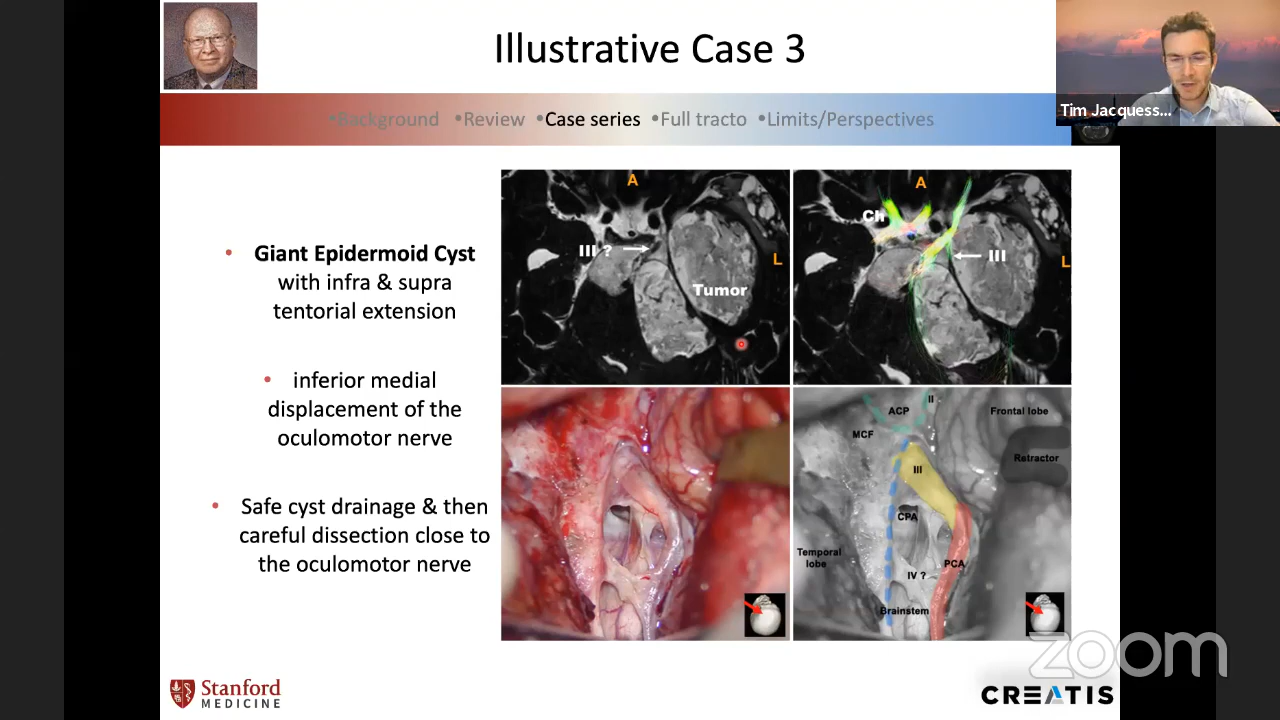 Illustrative Case 3
Tim Jacquess...
•Background •Review •Case series •Full tracto •Limits/Perspectives
• Giant Epidermoid Cyst
with infra & supra
tentorial extension
• inferior medial
displacement of the
oculomotor nerve
• Safe cyst drainage & then
careful dissection close to
the oculomotor nerve
A
III ?
L
Tumor
A
Ch
III
L
ACP
II
Frontal lobe
MCF
Retractor
III
CPA
Temporal
lobe
PCA
IV ?
Brainstem
zoom
Stanford
MEDICINE
CREATIS